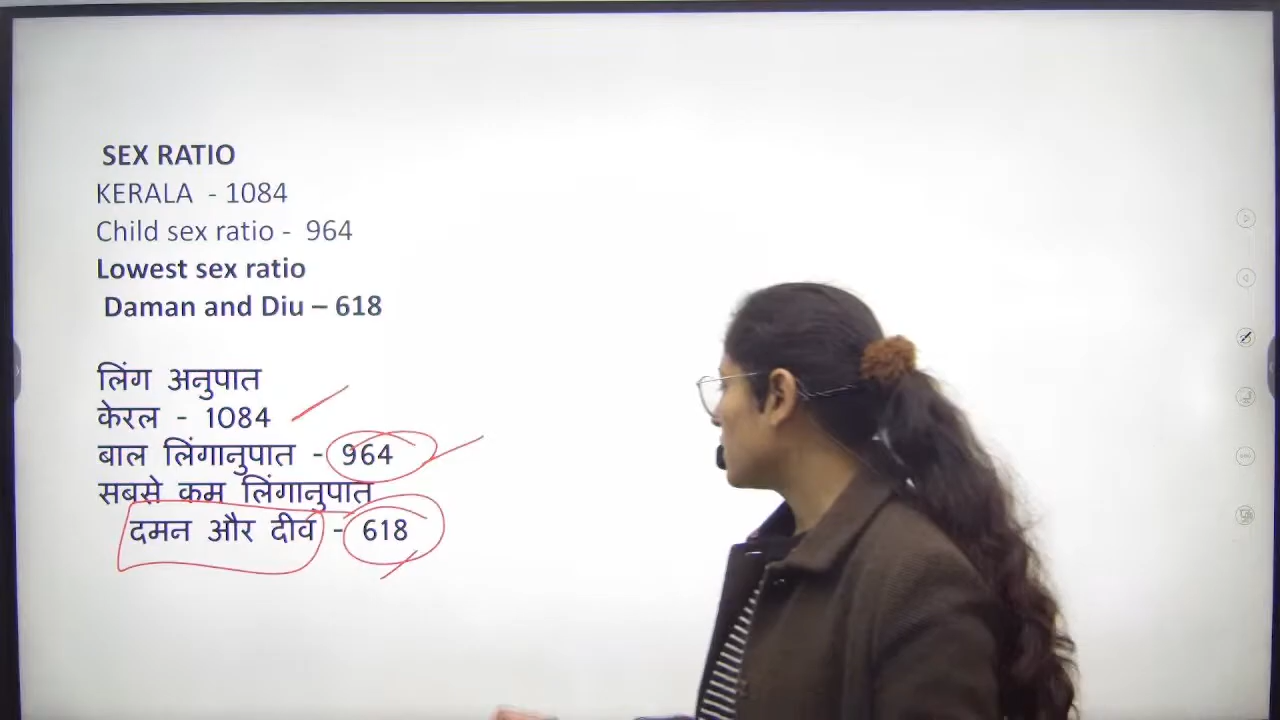 SEX RATIO
KERALA - 1084
Child sex ratio - 964
Lowest sex ratio
Daman and Diu – 618
लिंग अनुपात
केरल - 1084
बाल लिंगानुपात - 964
सबसे कम लिंगानुपात
दमन और दीव - 618